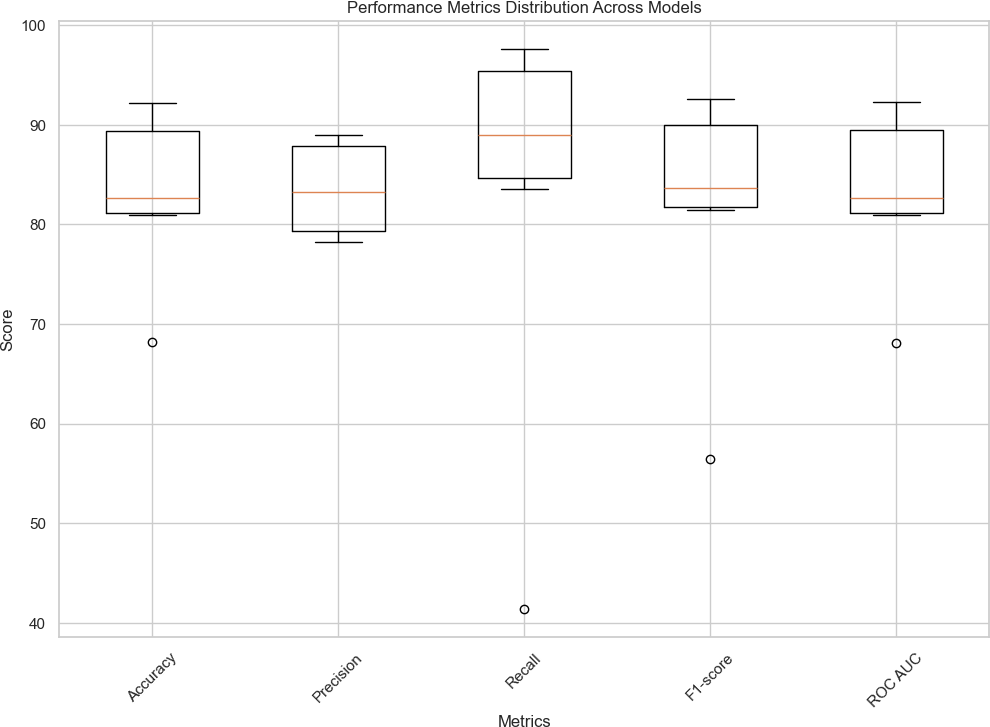 Performance Metrics Distribution Across Models
100
90
80
70
60
50
40
Score
Accuracy
Precision
Recall
F1-score
ROC AUC
Metrics